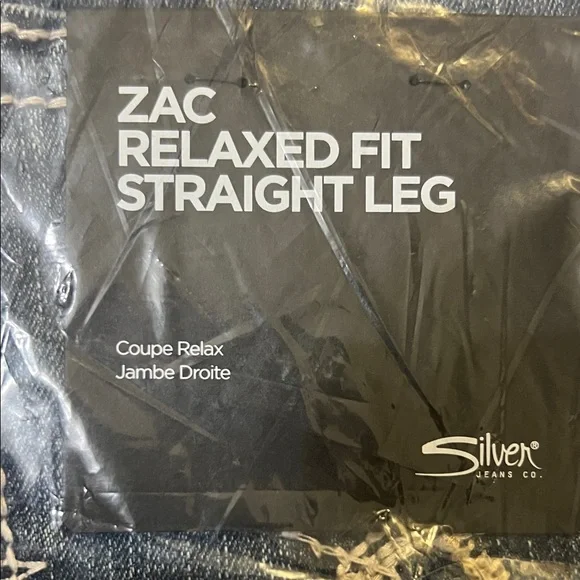 ZAC
RELAXED FIT
STRAIGHT LEG
Coupe Relax
Jambe Droite
Silver®
JEANS CO.